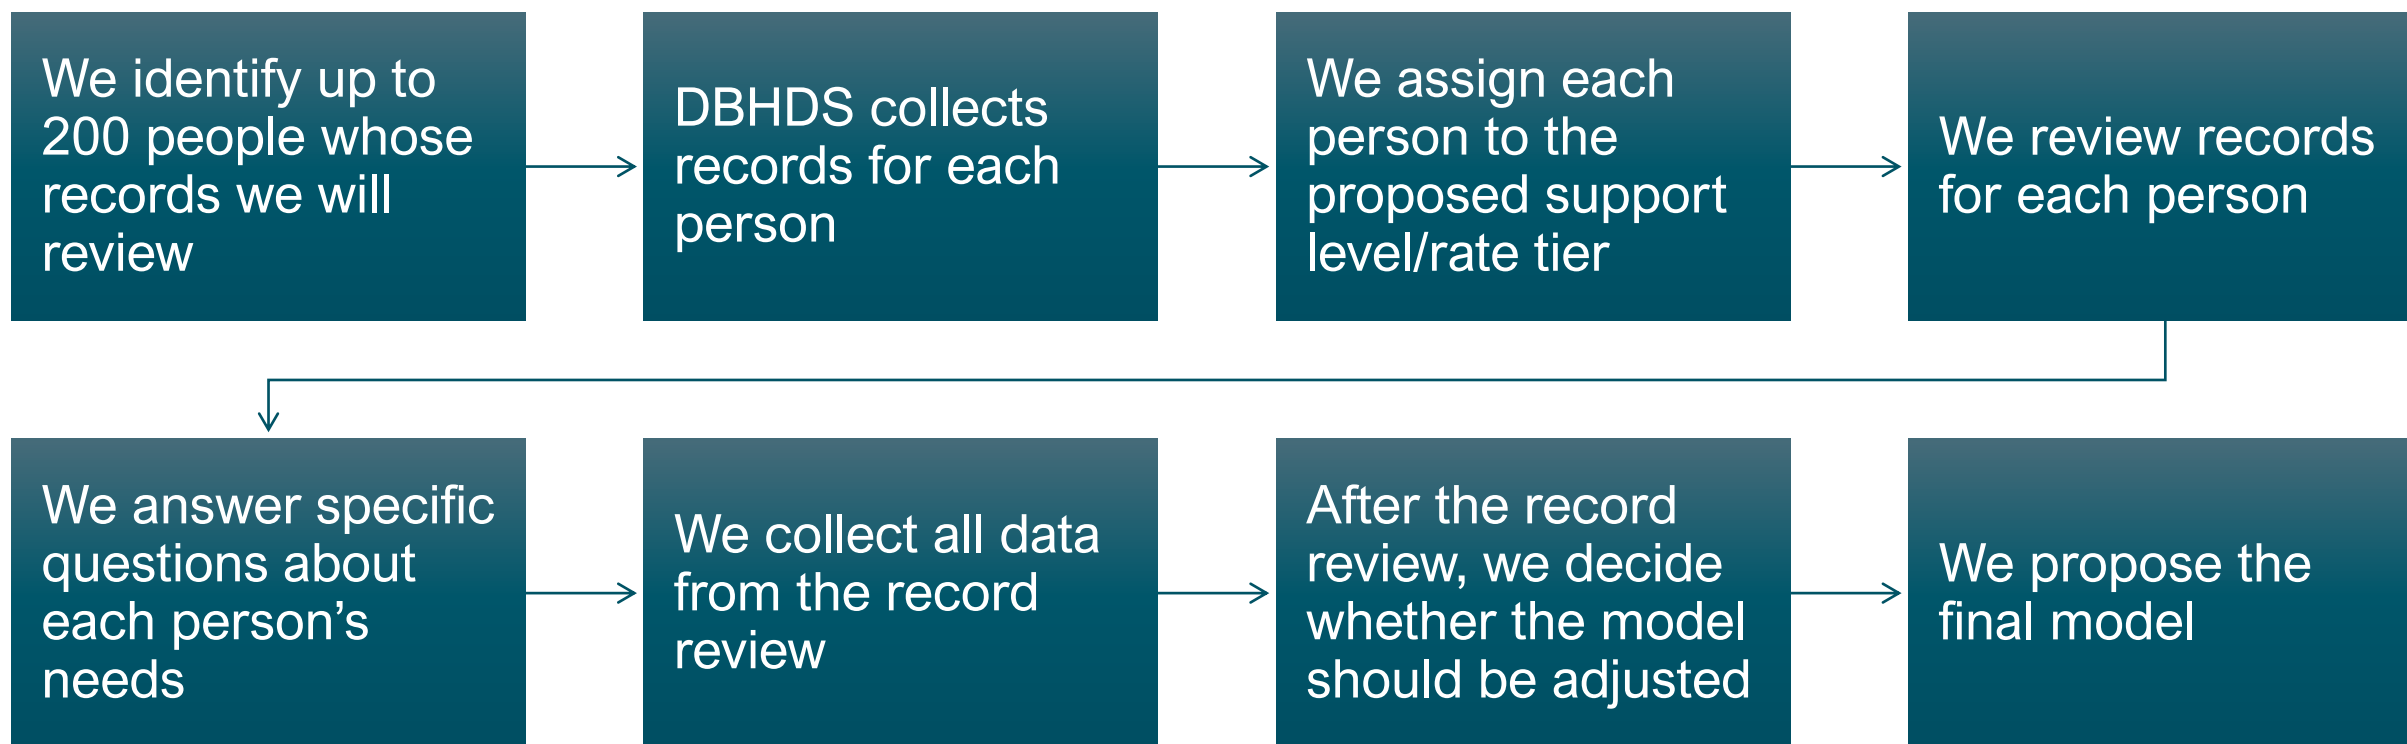 We identify up to
200 people whose
records we will
review
DBHDS collects
records for each
person
We assign each
person to the
proposed support
level/rate tier
We review records
for each person
We answer specific
questions about
each person’s
needs
We collect all data
from the record
review
After the record
review, we decide
whether the model
should be adjusted
We propose the
final model